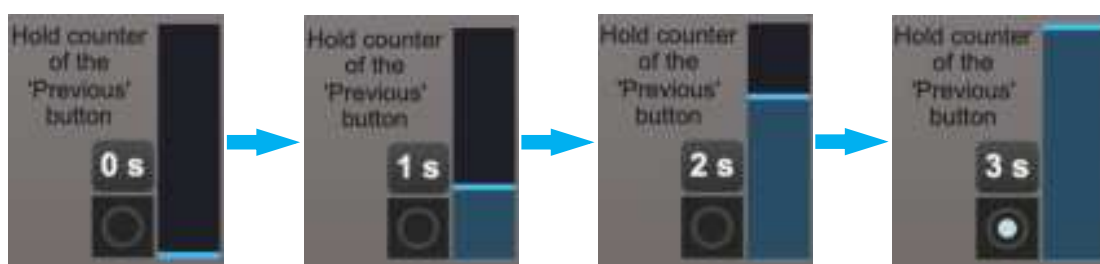 Hold counter
of the
'Previous'
button
0 s
Hold counter
of the
'Previous'
button
1 s
Hold counter
of the
'Previous'
button
2 s
Hold counter
of the
'Previous'
button
3 s